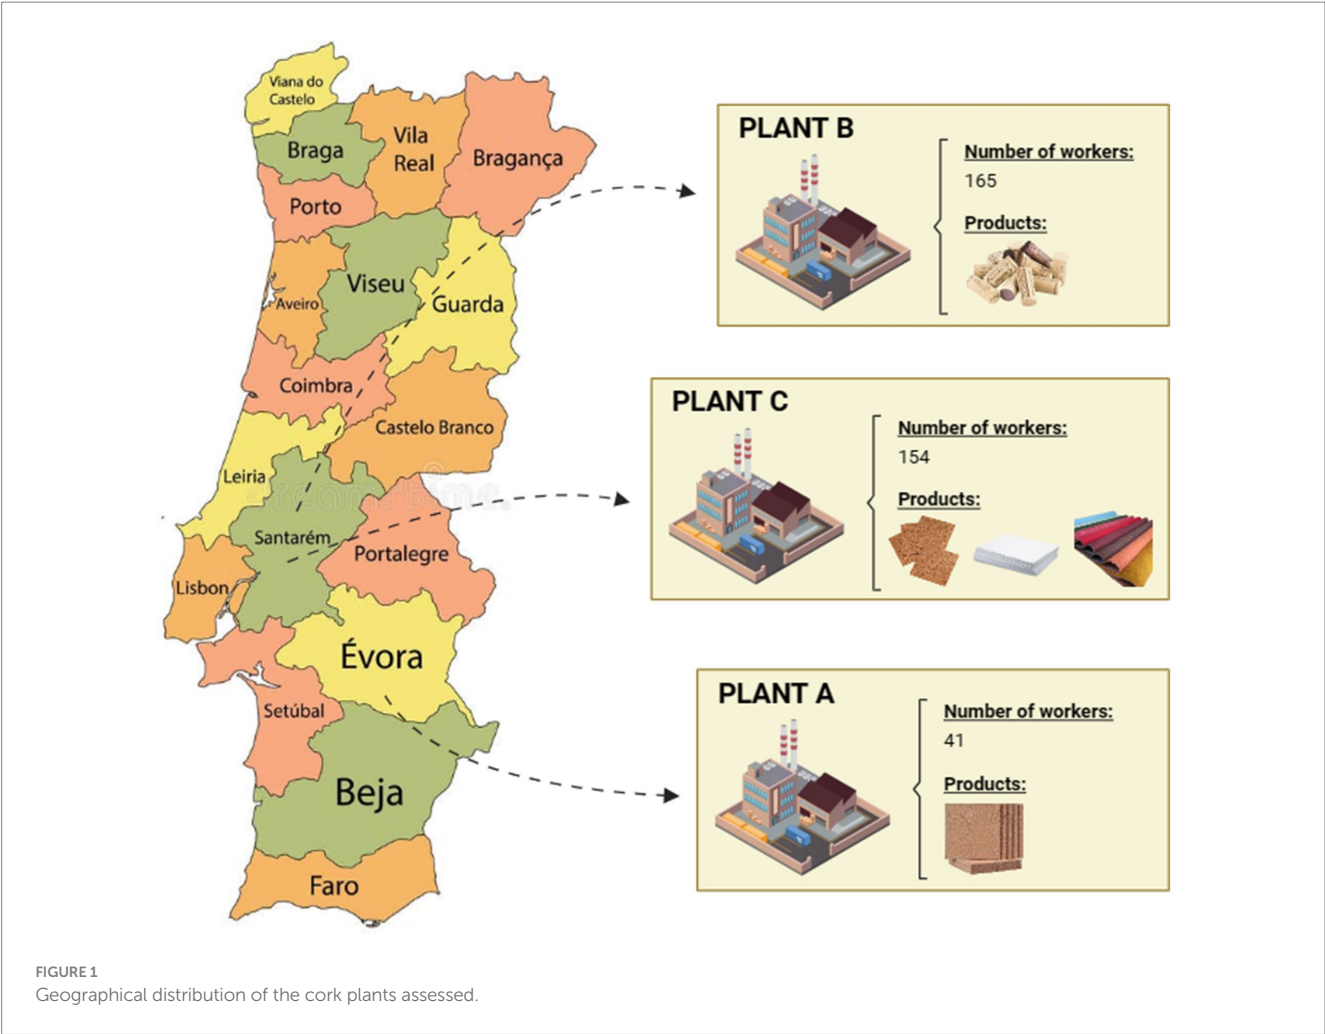 Viana do
Castelo
Braga
Vila
Real
Bragança
Porto
Viseu
Aveiro
Guarda
Coimbra
Castelo Branco
Leiria
Santarém
Portalegre
Lisbon
Évora
Setúbal
Beja
Faro
PLANT B
Number of workers:
165
Products:
PLANT C
Number of workers:
154
Products:
PLANT A
Number of workers:
41
Products:
FIGURE 1
Geographical distribution of the cork plants assessed.